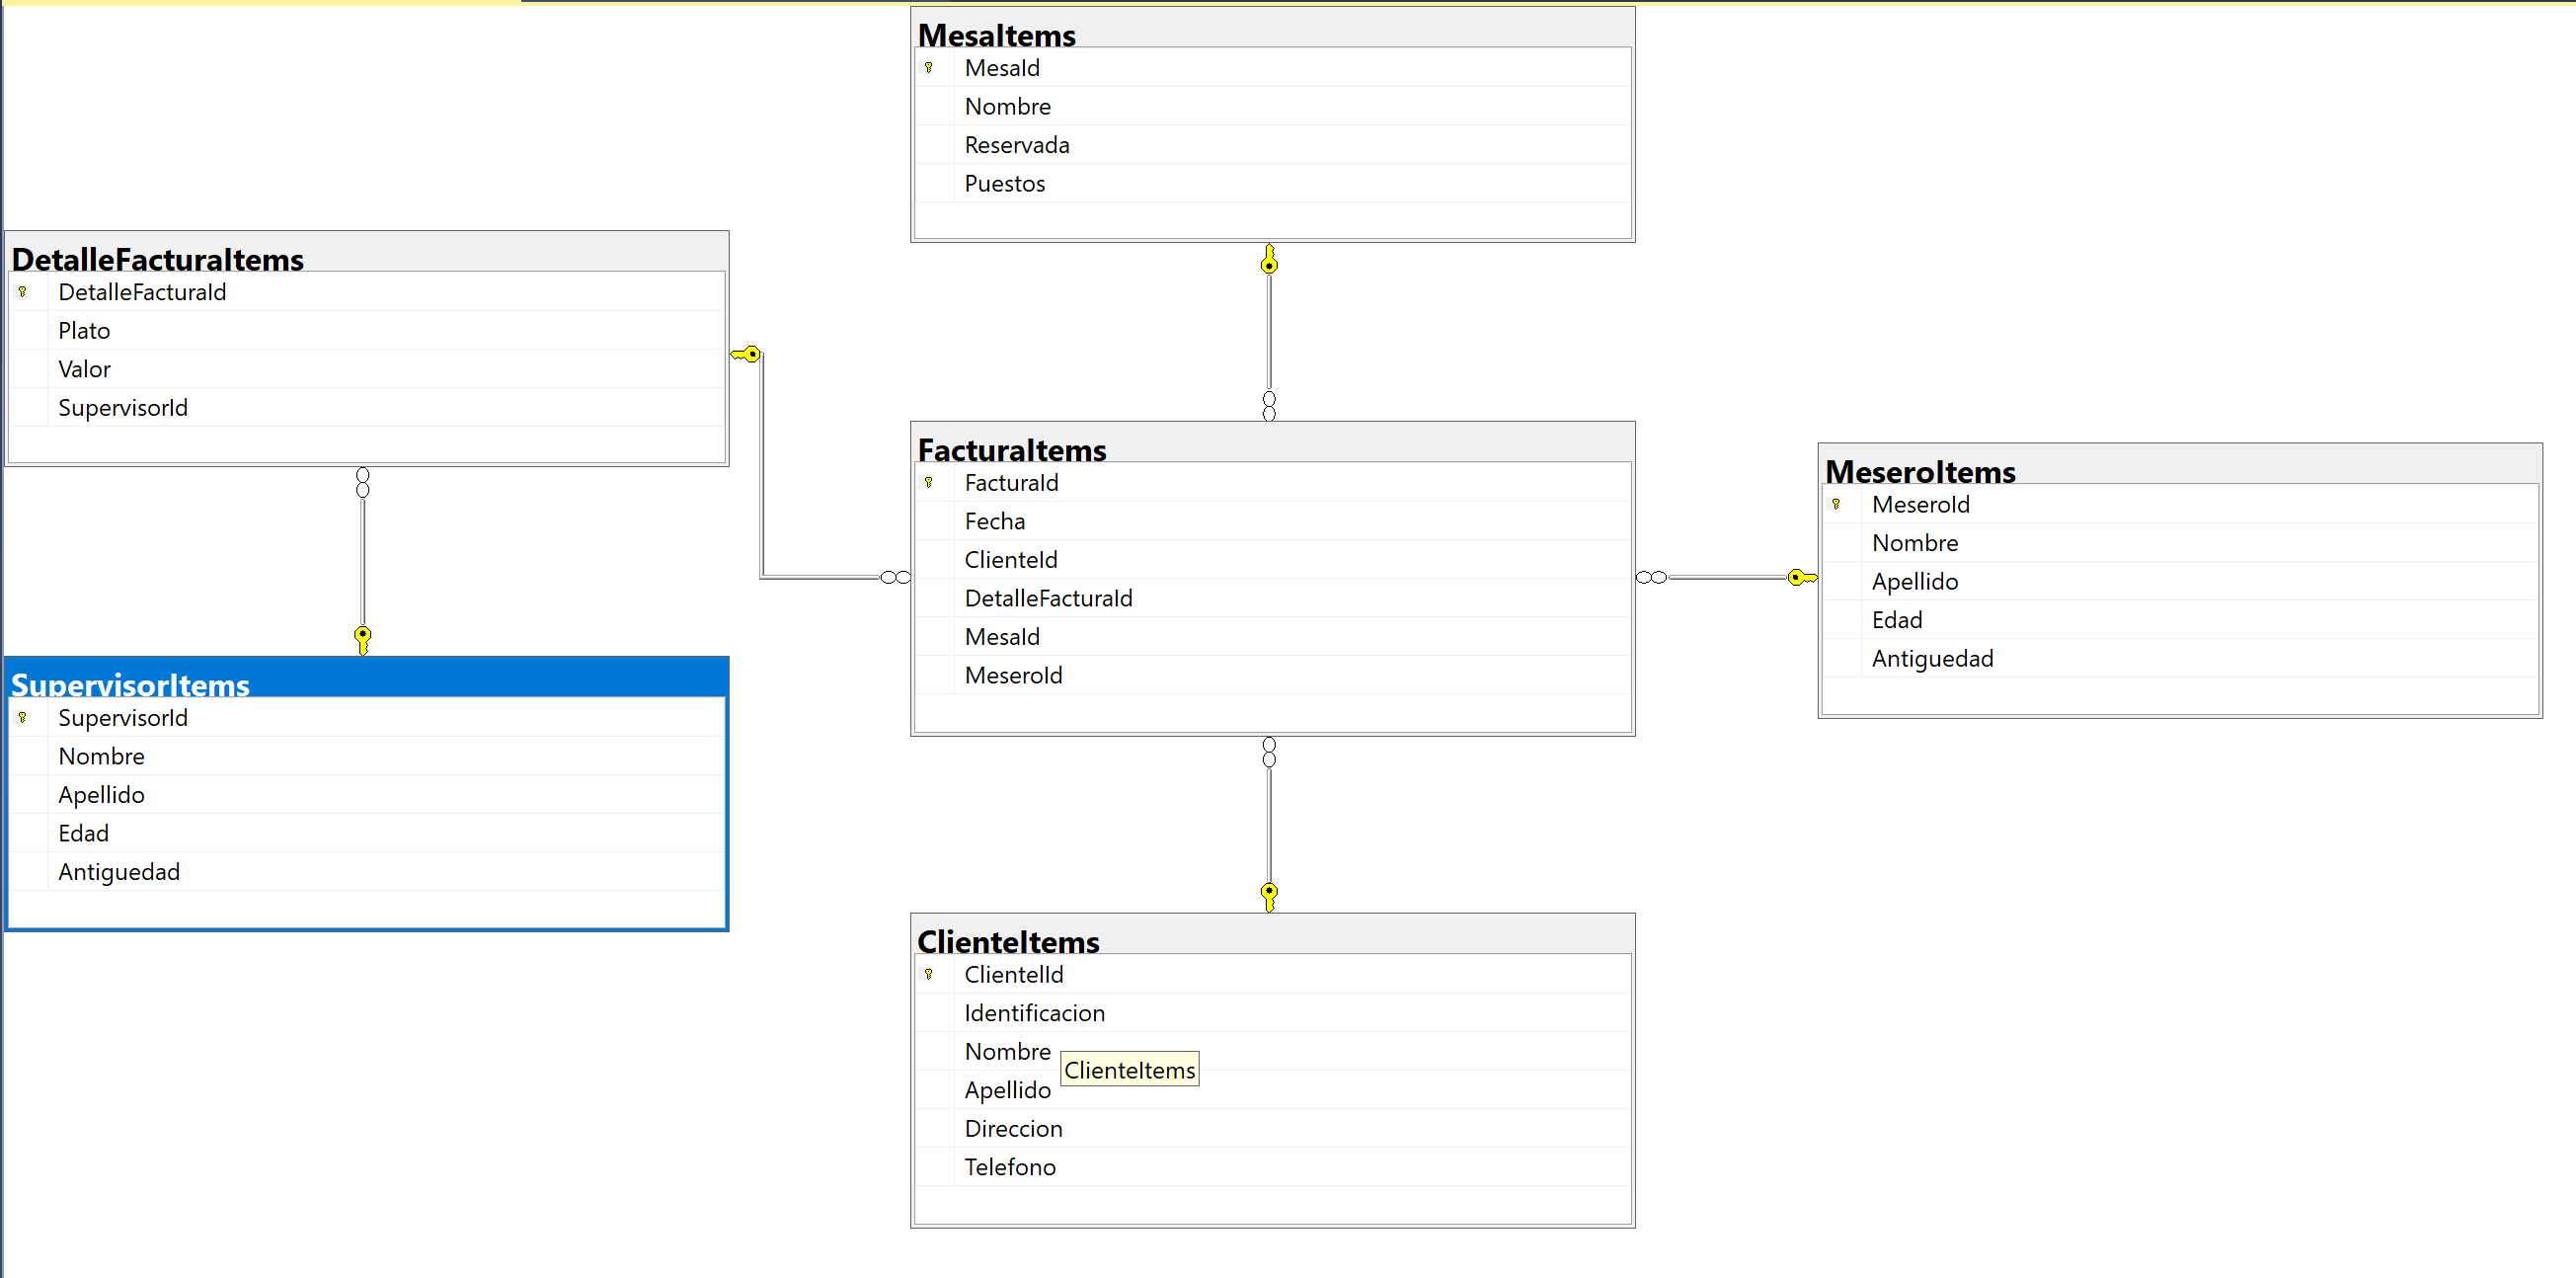 MesaItems
MesaId
Nombre
Reservada
Puestos
DetalleFacturaItems
DetalleFacturaId
Plato
Valor
SupervisorId
FacturaItems
FacturaId
Fecha
ClienteId
DetalleFacturaId
MesaId
MeseroId
MeseroItems
MeseroId
Nombre
Apellido
Edad
Antiguedad
SupervisorItems
SupervisorId
Nombre
Apellido
Edad
Antiguedad
ClienteItems
ClienteIId
Identificacion
Nombre
ClienteItems
Apellido
Direccion
Telefono